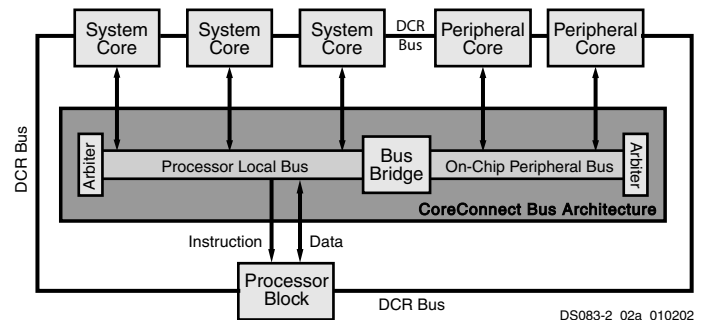 System
Core
System
Core
System
Core
DCR
Bus
Peripheral
Core
Peripheral
Core
DCR Bus
Arbiter
Processor Local Bus
Bus
Bridge
On-Chip Peripheral Bus
Arbiter
CoreConnect Bus Architecture
Instruction
Data
Processor
Block
DCR Bus
DS083-2_02a_010202